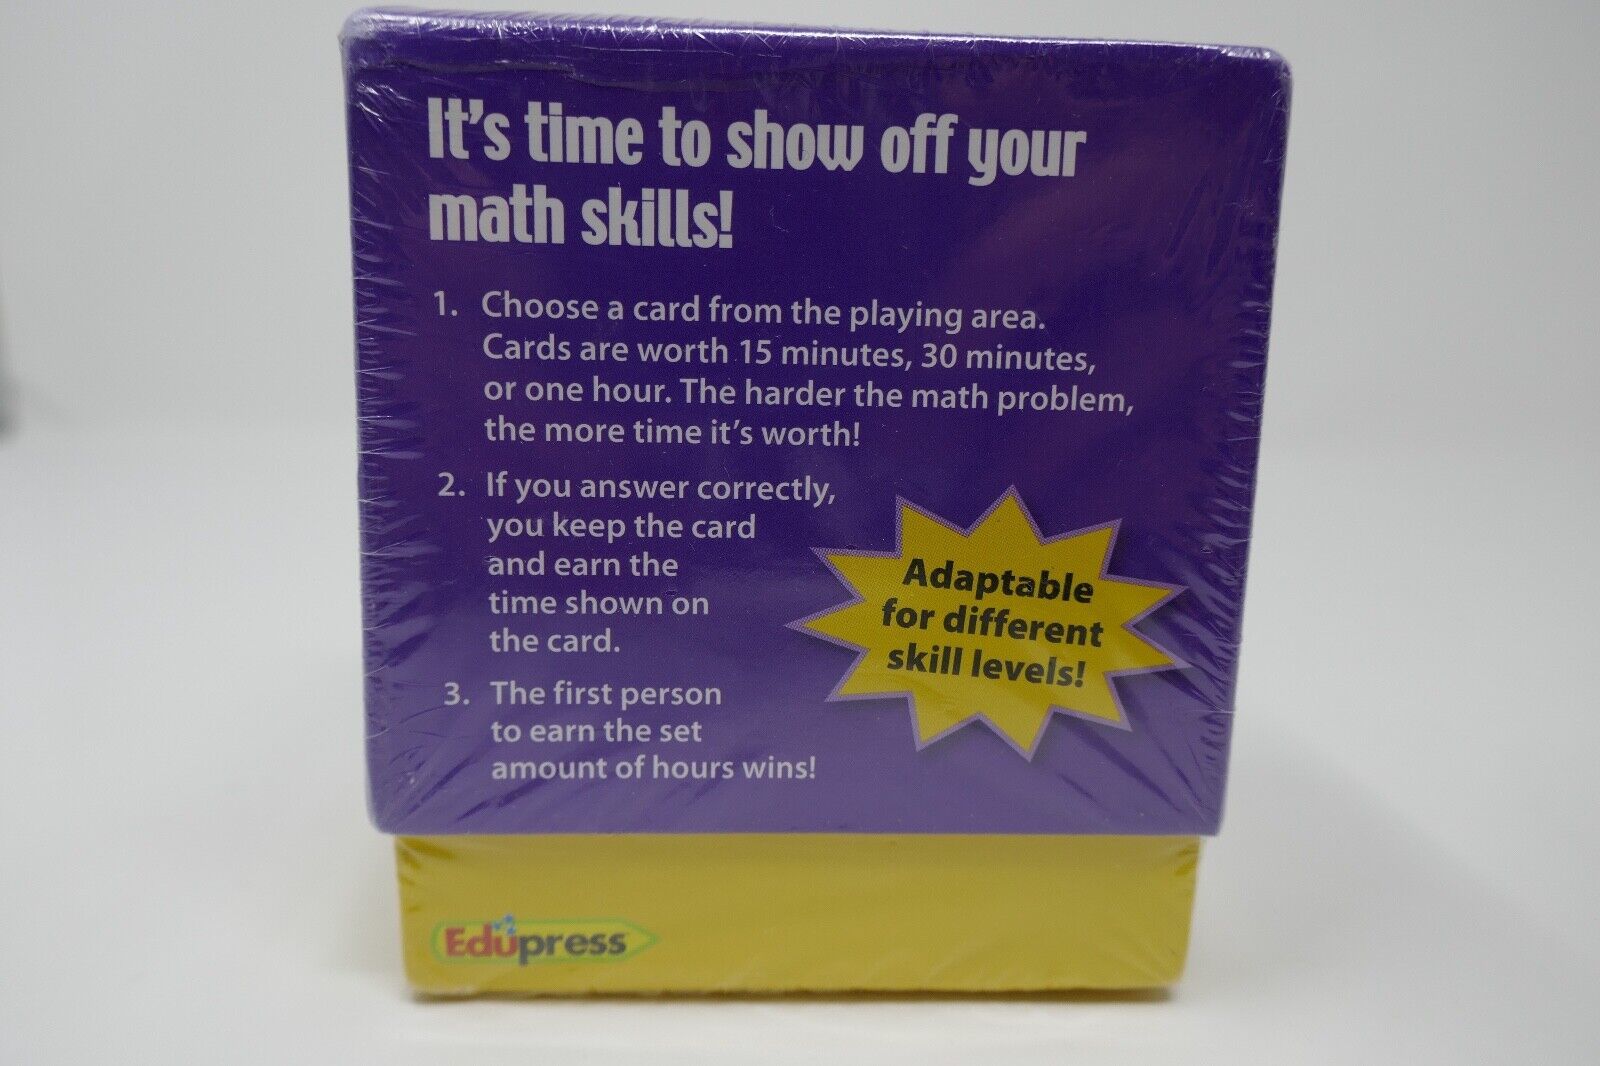 It's time to show off your
math skills!
1. Choose a card from the playing area.
Cards are worth 15 minutes, 30 minutes,
or one hour. The harder the math problem,
the more time it's worth!
2. If you answer correctly,
you keep the card
and earn the
time shown on
the card.
3. The first person
to earn the set
amount of hours wins!
Adaptable
for different
skill levels!
Edupress